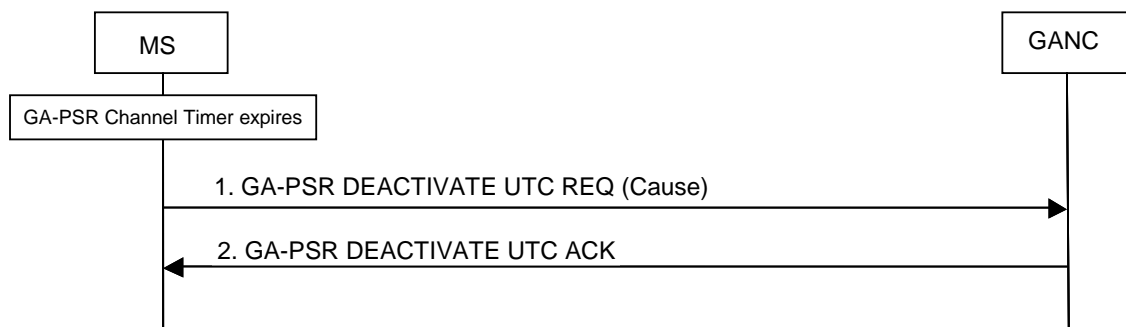 MS
GANC
GA-PSR Channel Timer expires
1. GA-PSR DEACTIVATE UTC REQ (Cause)
2. GA-PSR DEACTIVATE UTC ACK